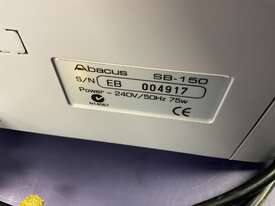 Abacus SB-150
S/N EB 004917
Power ~ 240V/50Hz 75w
CE